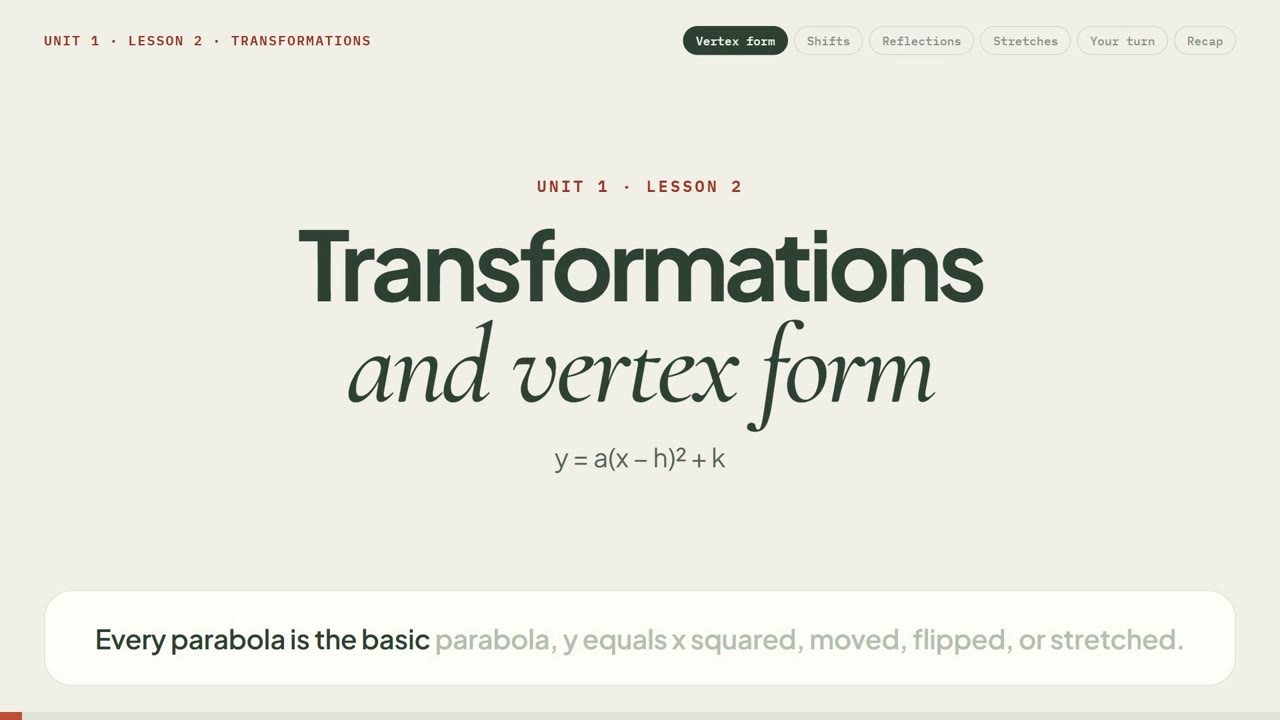 UNIT 1 · LESSON 2 · TRANSFORMATIONS
Vertex form
Shifts
Reflections
Stretches
Your turn
Recap
UNIT 1 · LESSON 2
Transformations
and vertex form
y = a(x – h)² + k
Every parabola is the basic parabola, y equals x squared, moved, flipped, or stretched.